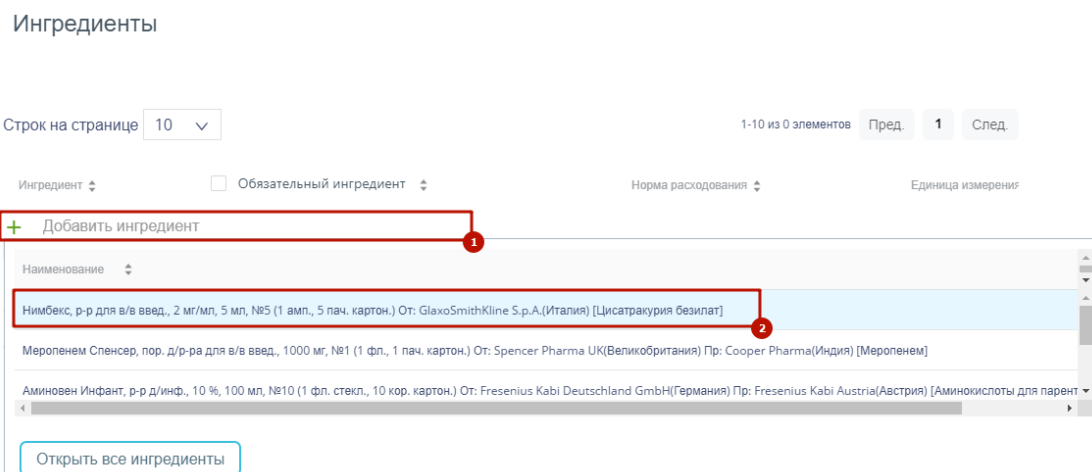 Ингредиенты
Строк на странице 10 1-10 из 0 элементов Пред. 1 След.
Ингредиент Обязательный ингредиент Норма расходования Единица измерения
+ Добавить ингредиент
1
Наименование
Нимбекс, р-р для в/в введ., 2 мг/мл, 5 мл, №5 (1 амп., 5 пач. картон.) От: GlaxoSmithKline S.p.A.(Италия) [Цисатракурия безилат]
2
Меропенем Спенсер, пор. д/р-ра для в/в введ., 1000 мг, №1 (1 фл., 1 пач. картон.) От: Spencer Pharma UK(Великобритания) Пр: Cooper Pharma(Индия) [Меропенем]
Аминовен Инфант, р-р д/инф., 10 %, 100 мл, №10 (1 фл. стекл., 10 кор. картон.) От: Fresenius Kabi Deutschland GmbH(Германия) Пр: Fresenius Kabi Austria(Австрия) [Аминокислоты для парент
Открыть все ингредиенты